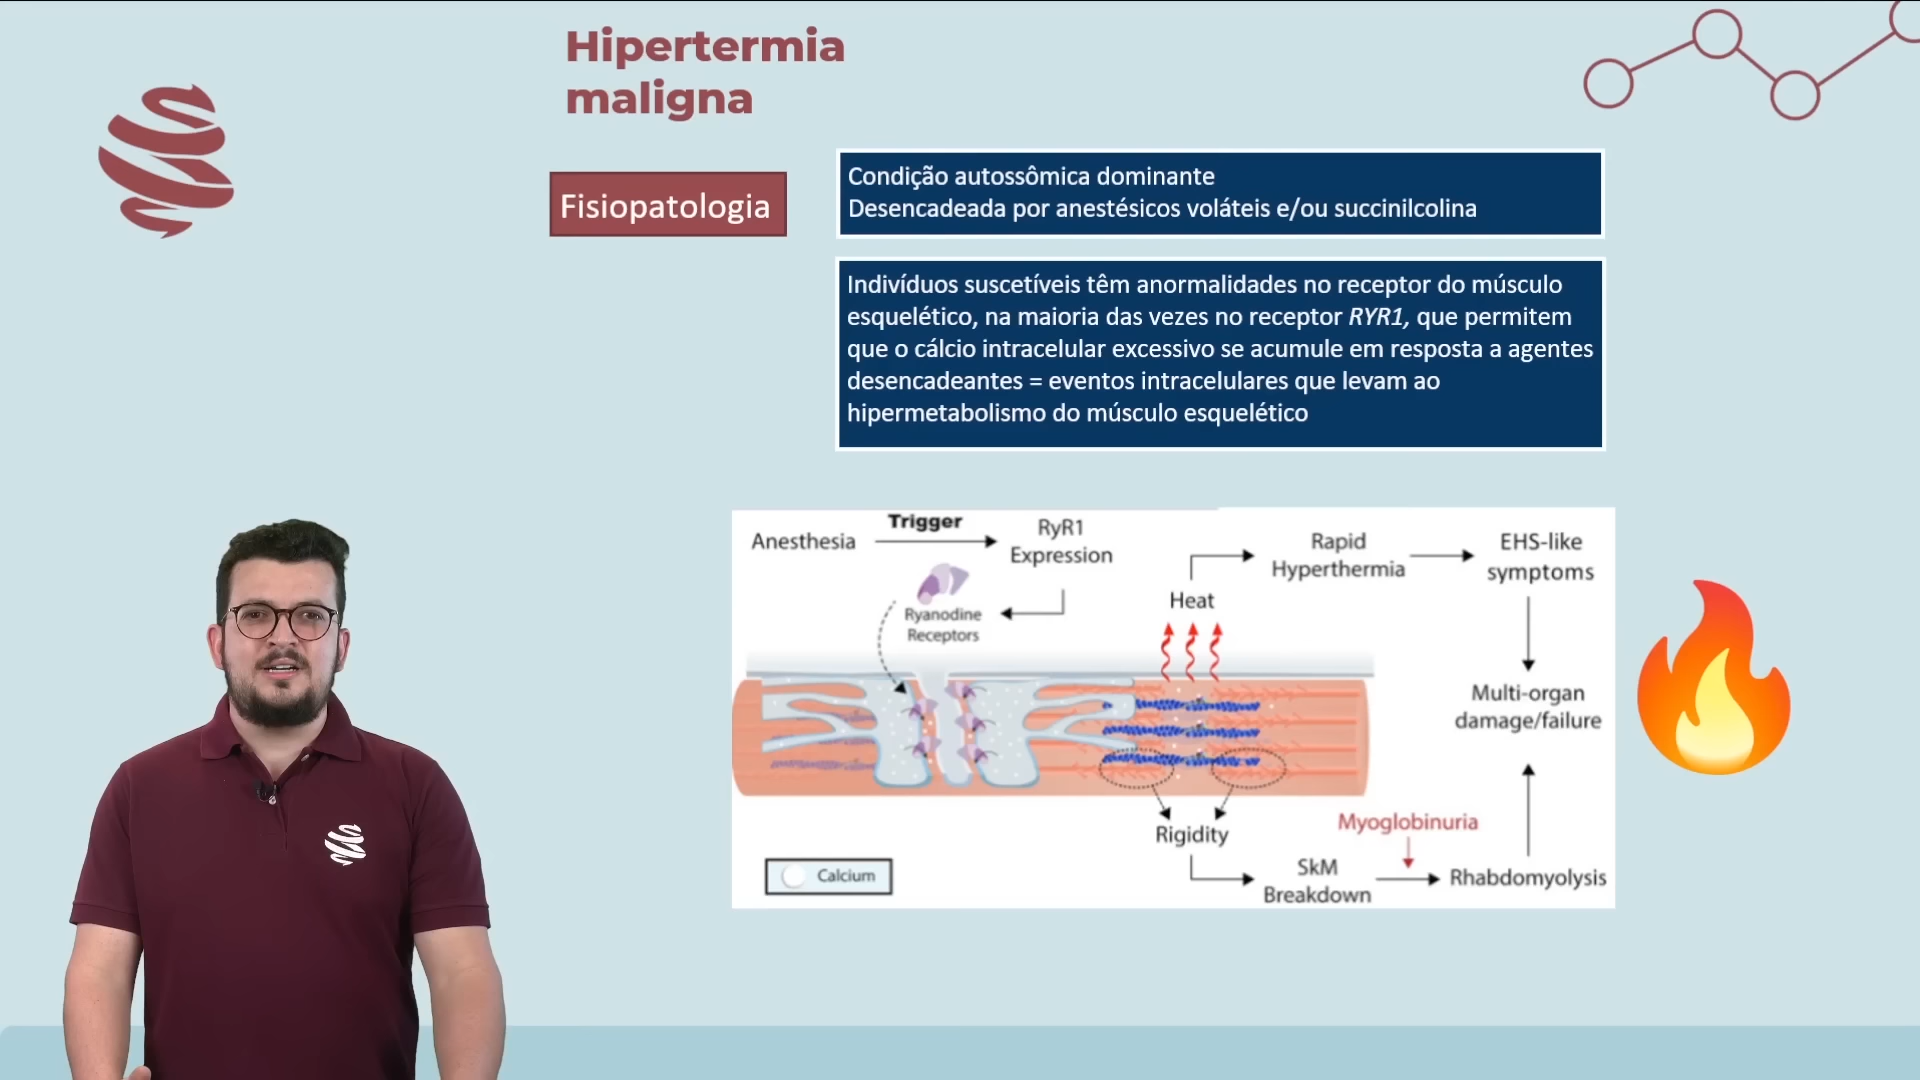 Hipertermia
maligna
Fisiopatologia
Condição autossômica dominante
Desencadeada por anestésicos voláteis e/ou succinilcolina
Indivíduos suscetíveis têm anormalidades no receptor do músculo
esquelético, na maioria das vezes no receptor RYR1, que permitem
que o cálcio intracelular excessivo se acumule em resposta a agentes
desencadeantes = eventos intracelulares que levam ao
hipermetabolismo do músculo esquelético
Anesthesia
Trigger
RyR1
Expression
Ryanodine
Receptors
Heat
Rapid
Hyperthermia
EHS-like
symptoms
Multi-organ
damage/failure
Rigidity
SkM
Breakdown
Myoglobinuria
Rhabdomyolysis
Calcium